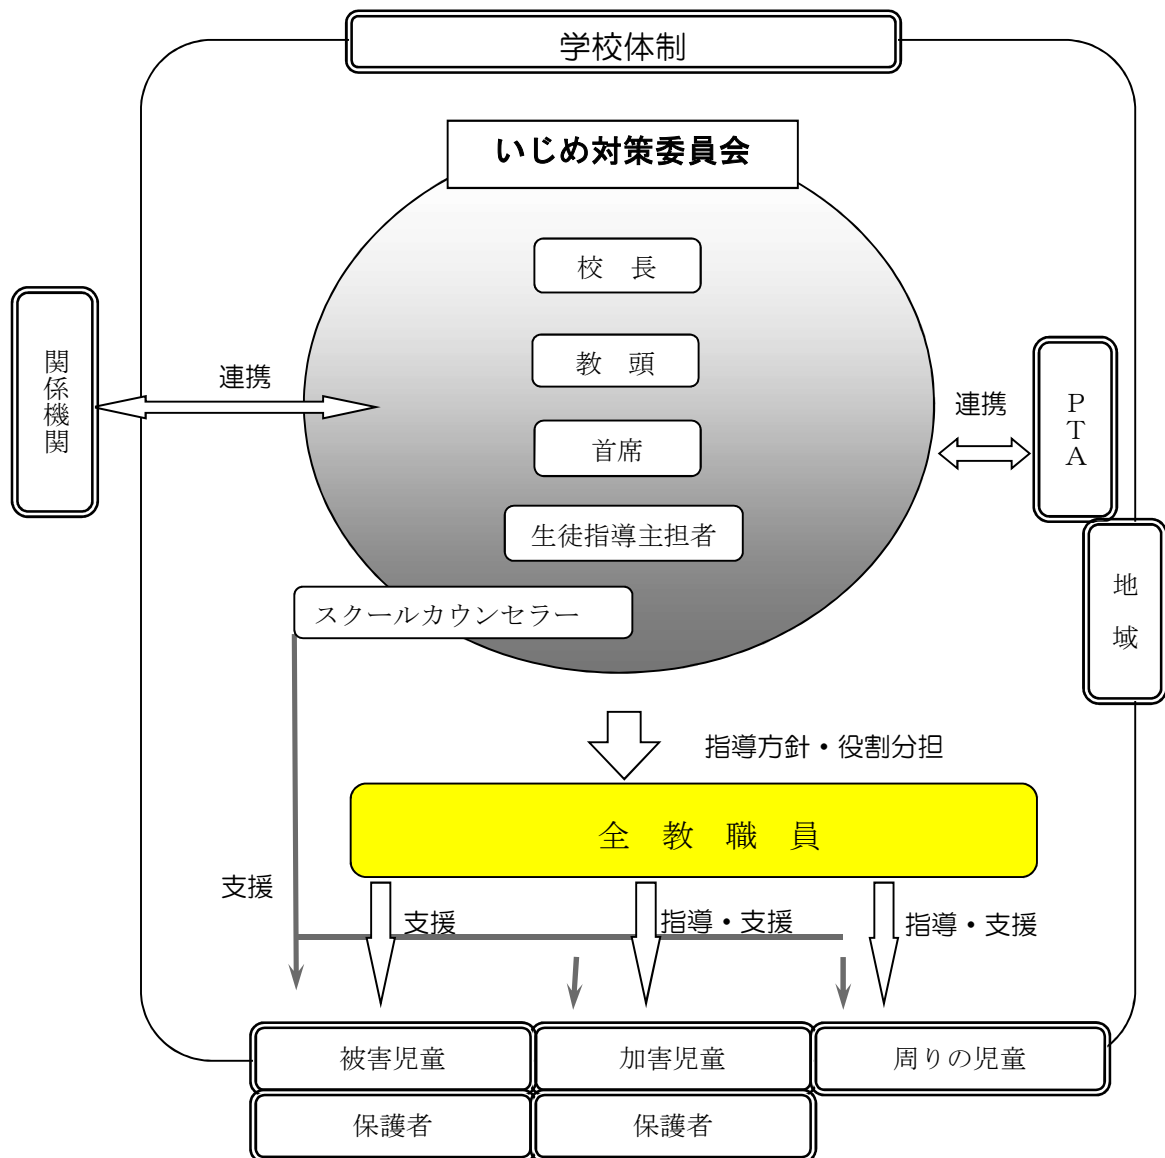 学校体制
いじめ対策委員会
校　長
教　頭
首席
生徒指導主担者
スクールカウンセラー
関係機関
連携
連携
PTA
地域
指導方針・役割分担
全　教　職　員
支援
支援
指導・支援
指導・支援
被害児童
加害児童
周りの児童
保護者
保護者